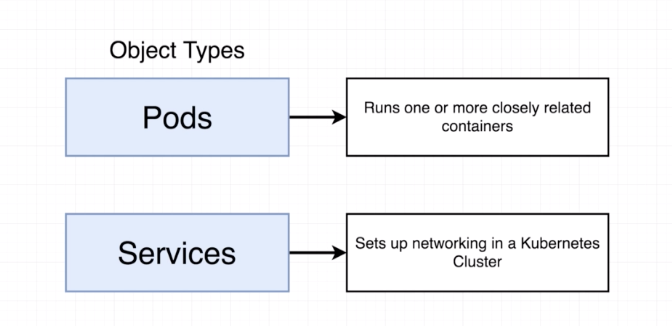 Object Types
Pods
Runs one or more closely related
containers
Services
Sets up networking in a Kubernetes
Cluster